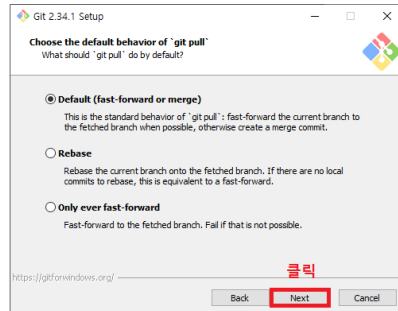 Git 2.34.1 Setup
Choose the default behavior of `git pull`
What should `git pull` do by default?
Default (fast-forward or merge)
This is the standard behavior of `git pull`: fast-forward the current branch to
the fetched branch when possible, otherwise create a merge commit.
Rebase
Rebase the current branch onto the fetched branch. If there are no local
commits to rebase, this is equivalent to a fast-forward.
Only ever fast-forward
Fast-forward to the fetched branch. Fail if that is not possible.
클릭
https://gitforwindows.org/
Back Next Cancel